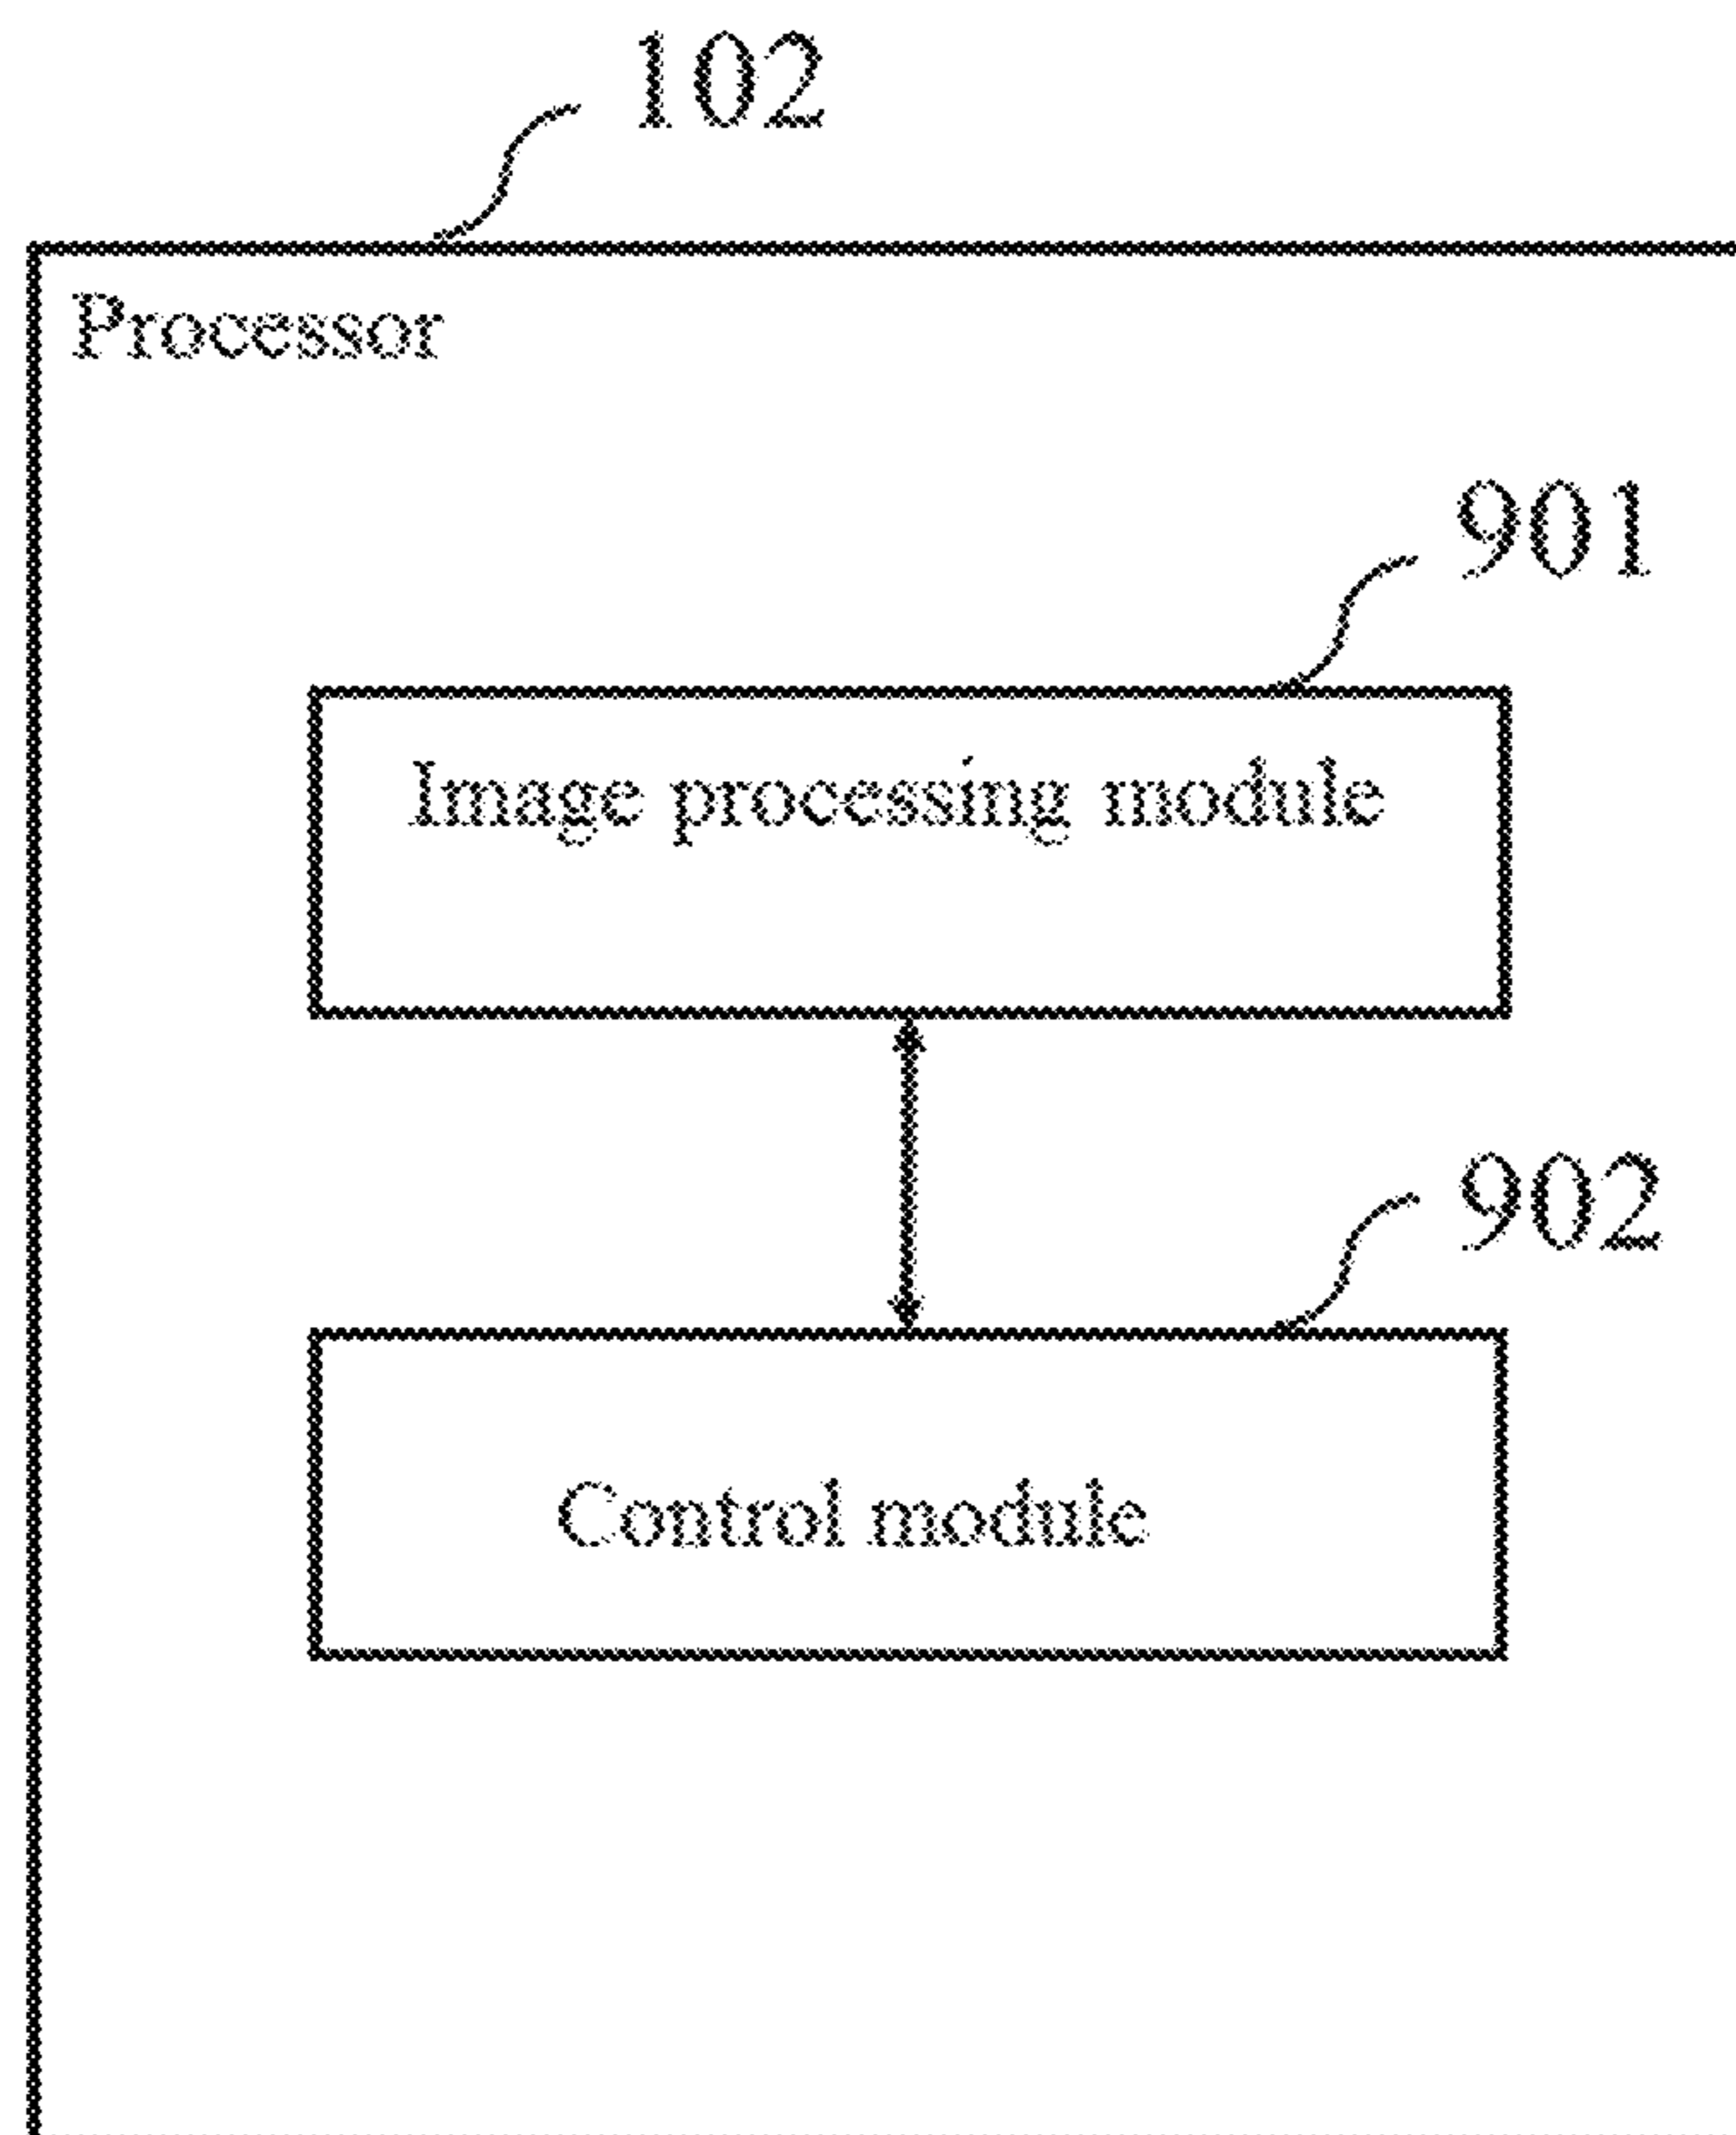 102
Processor
901
Image processing module
902
Control module